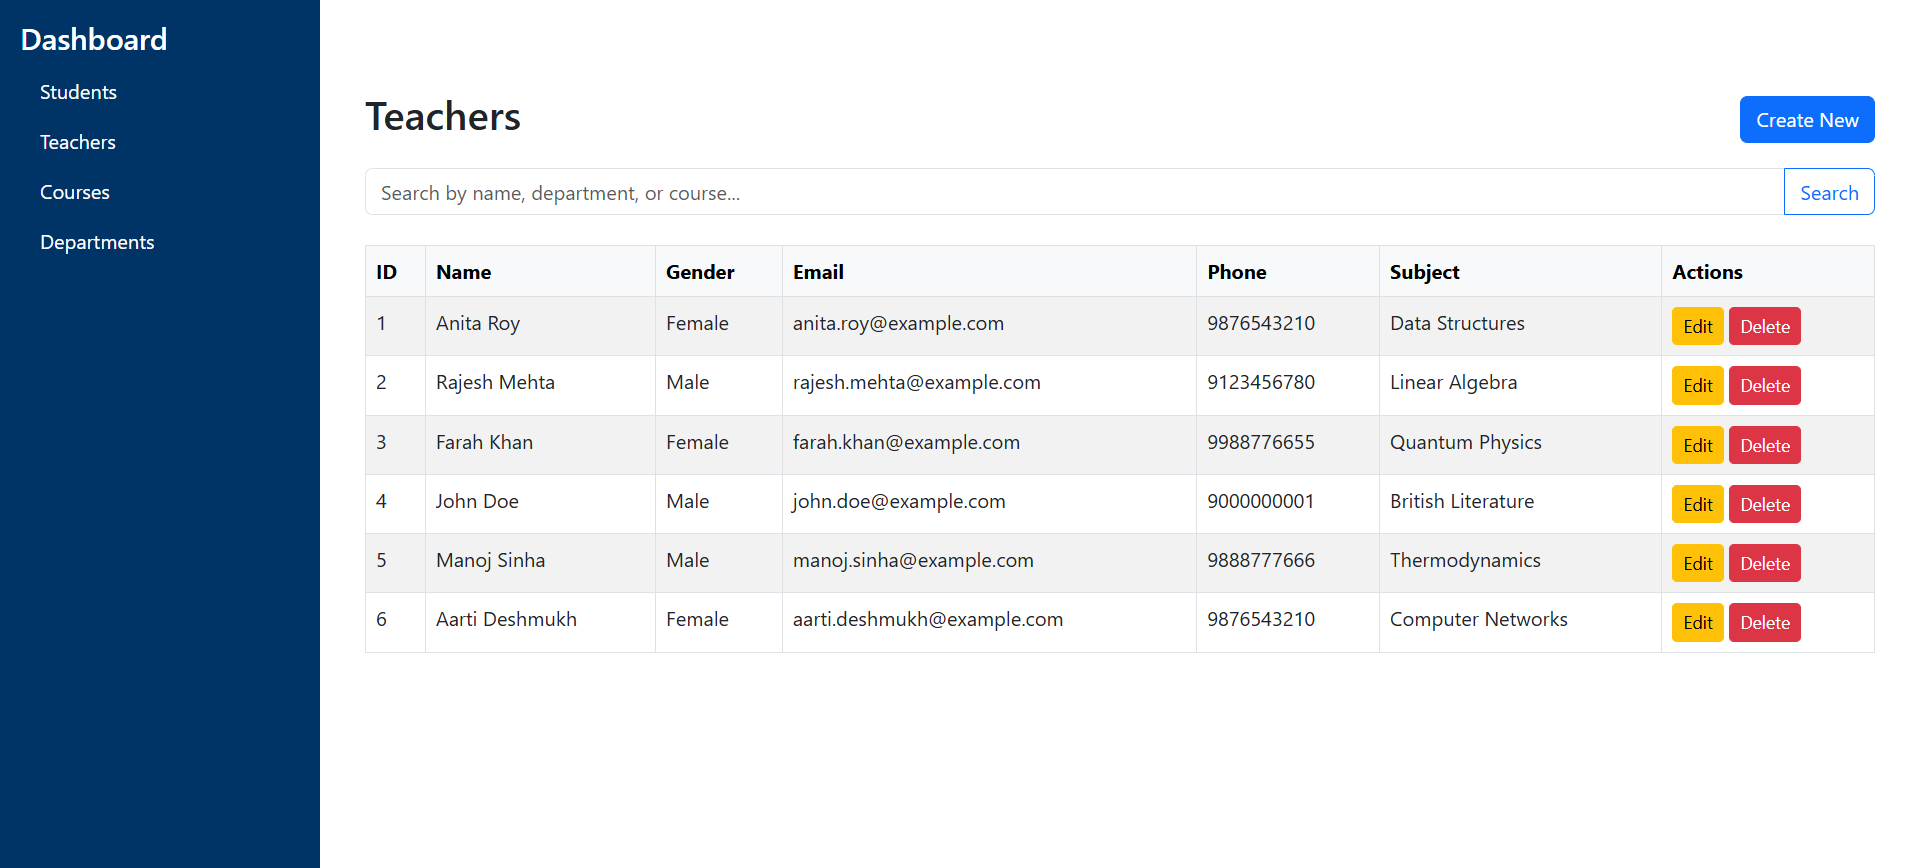 Dashboard
Students
Teachers
Courses
Departments
Teachers
Create New
Search by name, department, or course...
Search
ID Name Gender Email Phone Subject Actions
1 Anita Roy Female anita.roy@example.com 9876543210 Data Structures Edit Delete
2 Rajesh Mehta Male rajesh.mehta@example.com 9123456780 Linear Algebra Edit Delete
3 Farah Khan Female farah.khan@example.com 9988776655 Quantum Physics Edit Delete
4 John Doe Male john.doe@example.com 9000000001 British Literature Edit Delete
5 Manoj Sinha Male manoj.sinha@example.com 9888777666 Thermodynamics Edit Delete
6 Aarti Deshmukh Female aarti.deshmukh@example.com 9876543210 Computer Networks Edit Delete